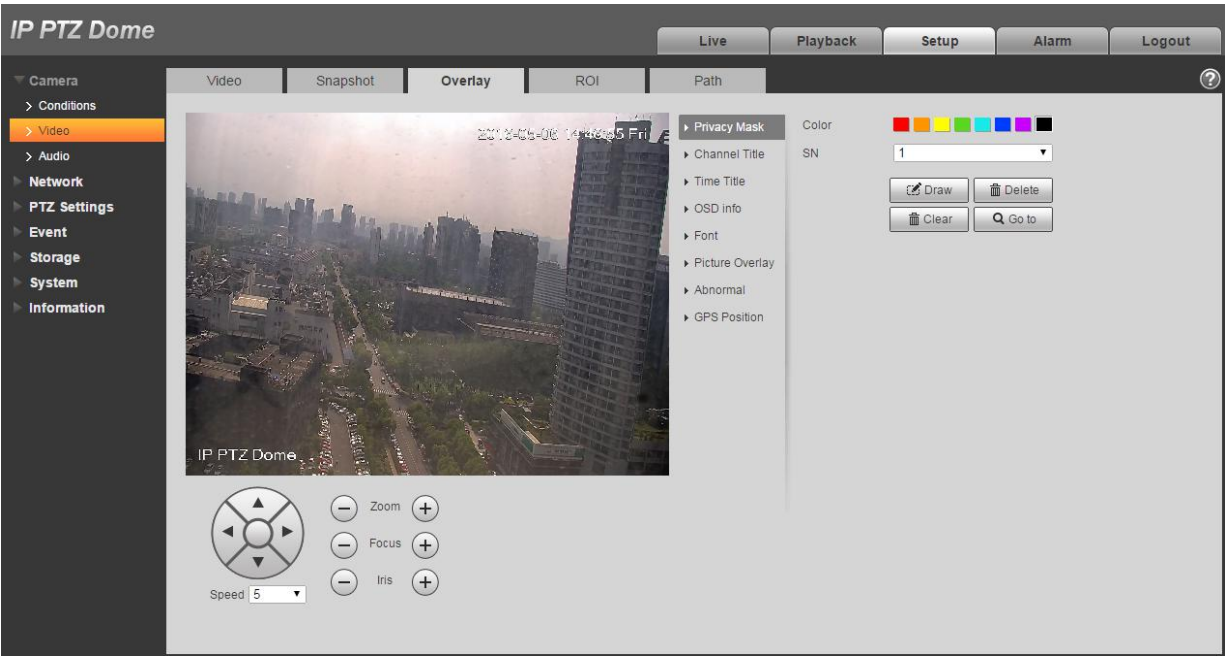 IP PTZ Dome
Live Playback Setup Alarm Logout
Camera
Conditions
Video
Audio
Network
PTZ Settings
Event
Storage
System
Information
Video Snapshot Overlay ROI Path
Fri
IP PTZ Dome
Zoom
Focus
Iris
Speed 5
Privacy Mask
Channel Title
Time Title
OSD info
Font
Picture Overlay
Abnormal
GPS Position
Color
SN 1
Draw Delete
Clear Go to
?